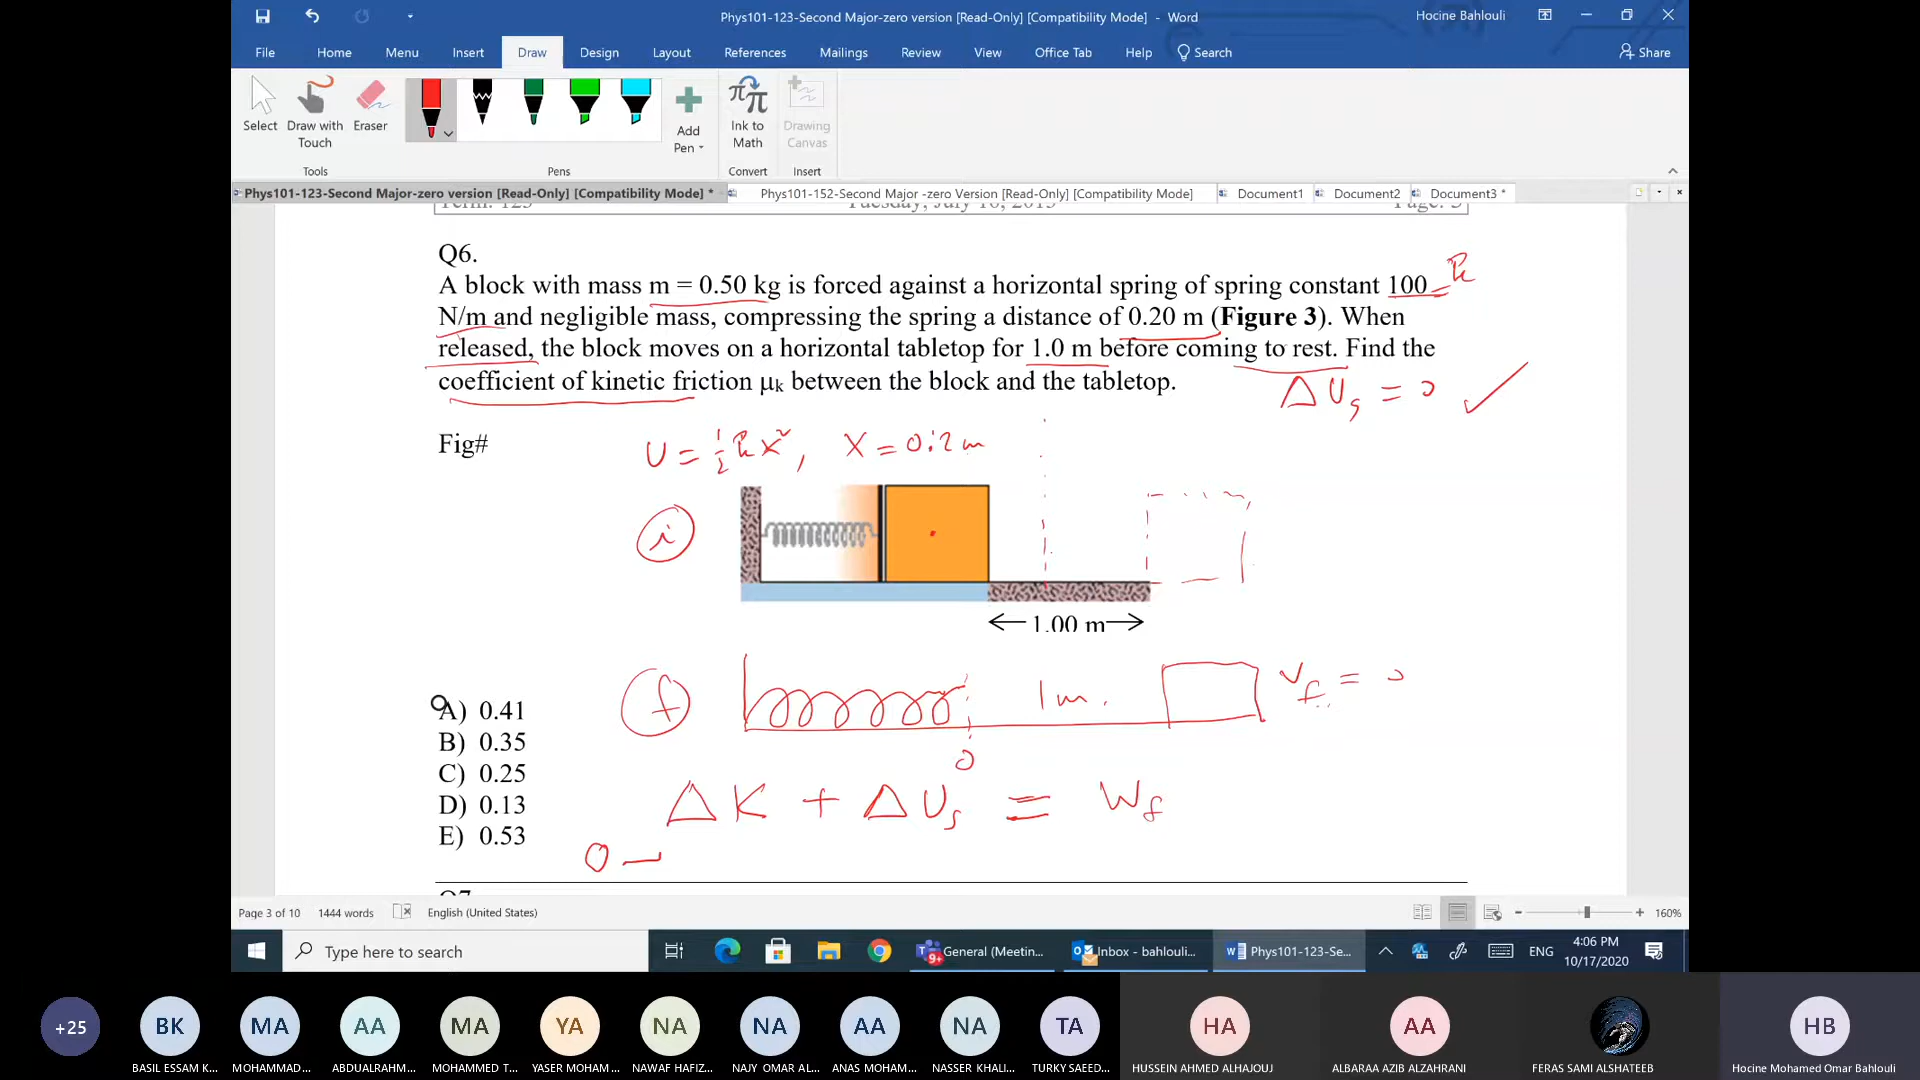 Phys101-123-Second Major-zero version [Read-Only] [Compatibility Mode] - Word
Hocine Bahlouli
File Home Menu Insert Draw Design Layout References Mailings Review View Office Tab Help Search Share
Select
Draw with Touch
Eraser
Add Pen
Ink to Math
Drawing Canvas
Tools
Pens
Convert
Insert
Phys101-123-Second Major-zero version [Read-Only] [Compatibility Mode] *
Phys101-152-Second Major -zero Version [Read-Only] [Compatibility Mode]
Document1
Document2
Document3 *
Q6.
A block with mass m = 0.50 kg is forced against a horizontal spring of spring constant 100
k
N/m and negligible mass, compressing the spring a distance of 0.20 m (Figure 3). When
released, the block moves on a horizontal tabletop for 1.0 m before coming to rest. Find the
coefficient of kinetic friction μk between the block and the tabletop.
ΔUs = 0 ✓
Fig#
U = ½kx², X = 0.2 m
i
1.00 m
f
1 m.
vf = 0
0
A) 0.41
B) 0.35
C) 0.25
D) 0.13
E) 0.53
ΔK + ΔUs = Wf
0 –
Page 3 of 10 1444 words English (United States) 160%
Type here to search
9+
General (Meetin...
Inbox - bahlouli...
Phys101-123-Se...
ENG
4:06 PM
10/17/2020
+25
BK MA AA MA YA NA NA AA NA TA HA AA HB
BASIL ESSAM K... MOHAMMAD... ABDUALRAHM... MOHAMMED T... YASER MOHAM... NAWAF HAFIZ... NAJY OMAR AL... ANAS MOHAM... NASSER KHALI... TURKY SAEED... HUSSEIN AHMED ALHAJOUJ ALBARAA AZIB ALZAHRANI FERAS SAMI ALSHATEEB Hocine Mohamed Omar Bahlouli